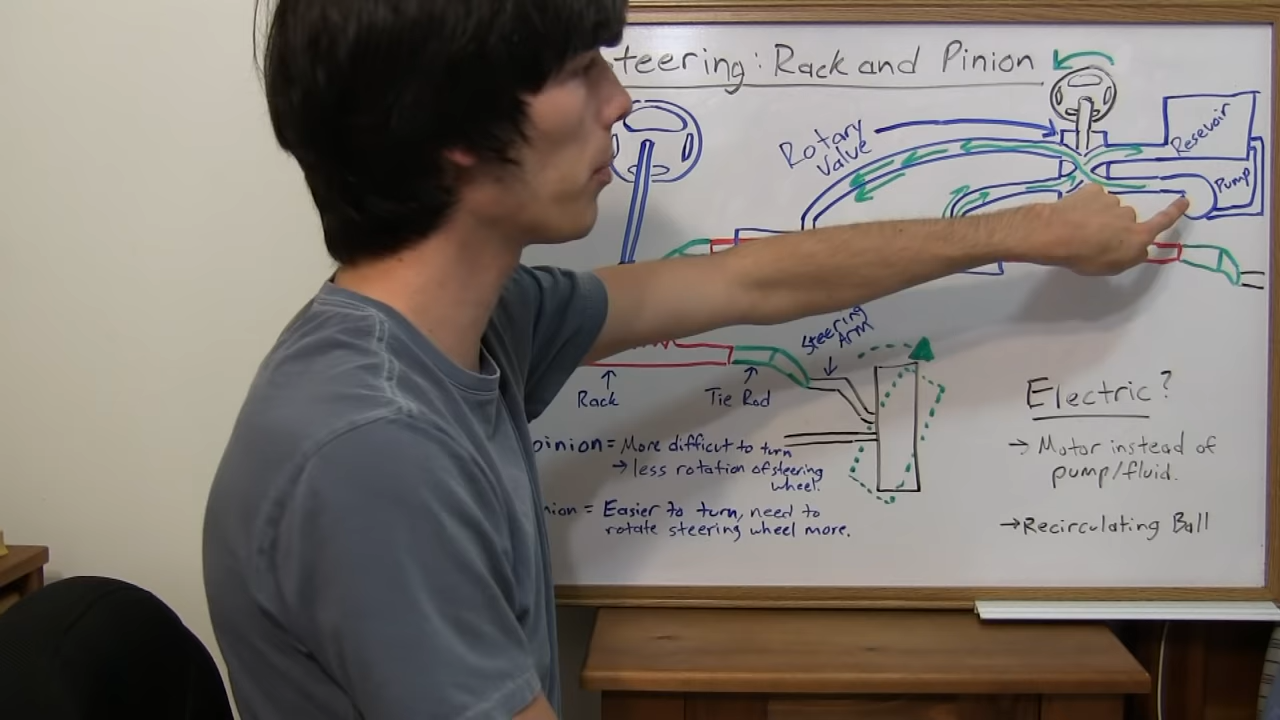 teering: Rack and Pinion
Rotary
Valve
Resevoir
Pump
Steering
Arm
Rack
Tie Rod
pinion = More difficut to turn
→ less rotation of steering
wheel.
nion = Easier to turn, need to
rotate steering wheel more.
Electric?
→ Motor instead of
pump/fluid.
→ Recirculating Ball